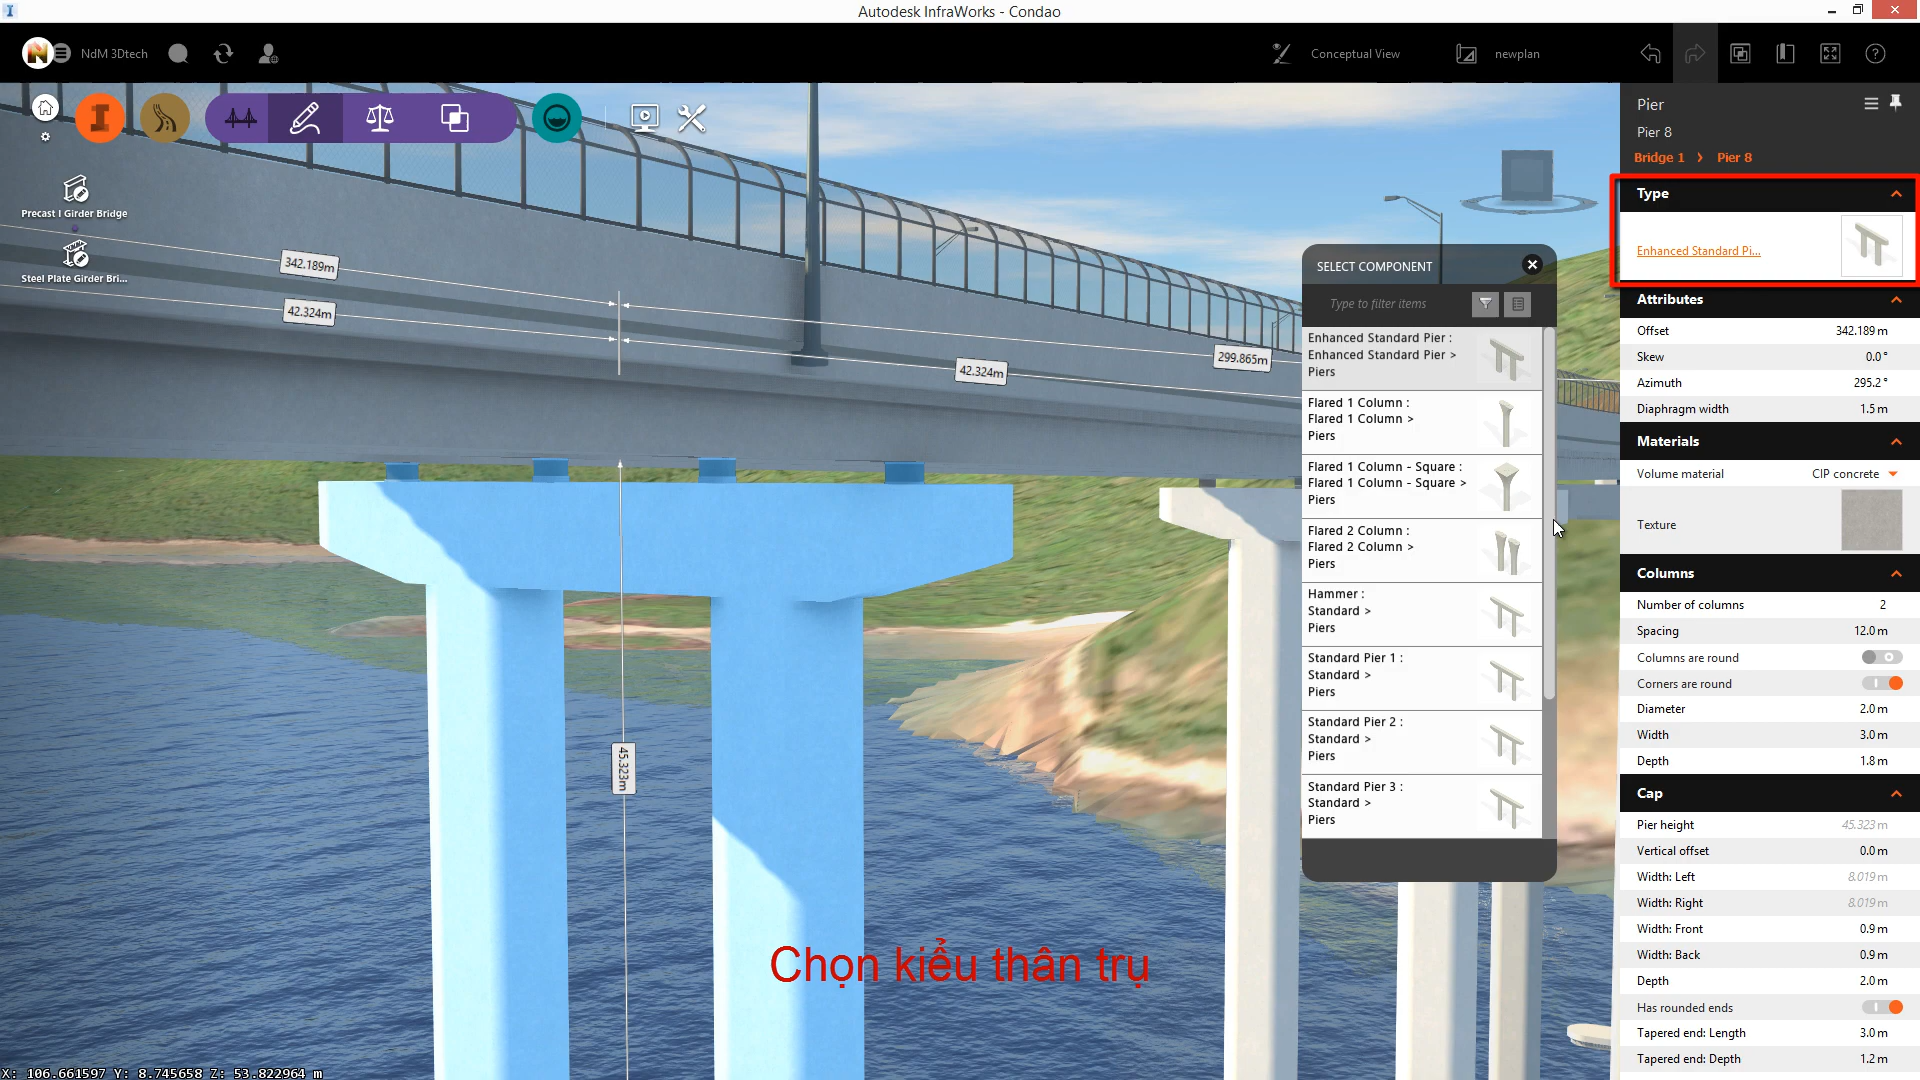 Autodesk InfraWorks - Condao
NdM 3Dtech
Conceptual View
newplan
Precast I Girder Bridge
Steel Plate Girder Bri...
342.189m
42.324m
299.865m
42.324m
45.323m
SELECT COMPONENT
Type to filter items
Enhanced Standard Pier :
Enhanced Standard Pier >
Piers
Flared 1 Column :
Flared 1 Column >
Piers
Flared 1 Column - Square :
Flared 1 Column - Square >
Piers
Flared 2 Column :
Flared 2 Column >
Piers
Hammer :
Standard >
Piers
Standard Pier 1 :
Standard >
Piers
Standard Pier 2 :
Standard >
Piers
Standard Pier 3 :
Standard >
Piers
Pier
Pier 8
Bridge 1 > Pier 8
Type
Enhanced Standard Pi...
Attributes
Offset 342.189 m
Skew 0.0 °
Azimuth 295.2 °
Diaphragm width 1.5 m
Materials
Volume material CIP concrete
Texture
Columns
Number of columns 2
Spacing 12.0 m
Columns are round
Corners are round
Diameter 2.0 m
Width 3.0 m
Depth 1.8 m
Cap
Pier height 45.323 m
Vertical offset 0.0 m
Width: Left 8.019 m
Width: Right 8.019 m
Width: Front 0.9 m
Width: Back 0.9 m
Depth 2.0 m
Has rounded ends
Tapered end: Length 3.0 m
Tapered end: Depth 1.2 m
Chọn kiểu thân trụ
X: 106.661597 Y: 8.745658 Z: 53.822964 m